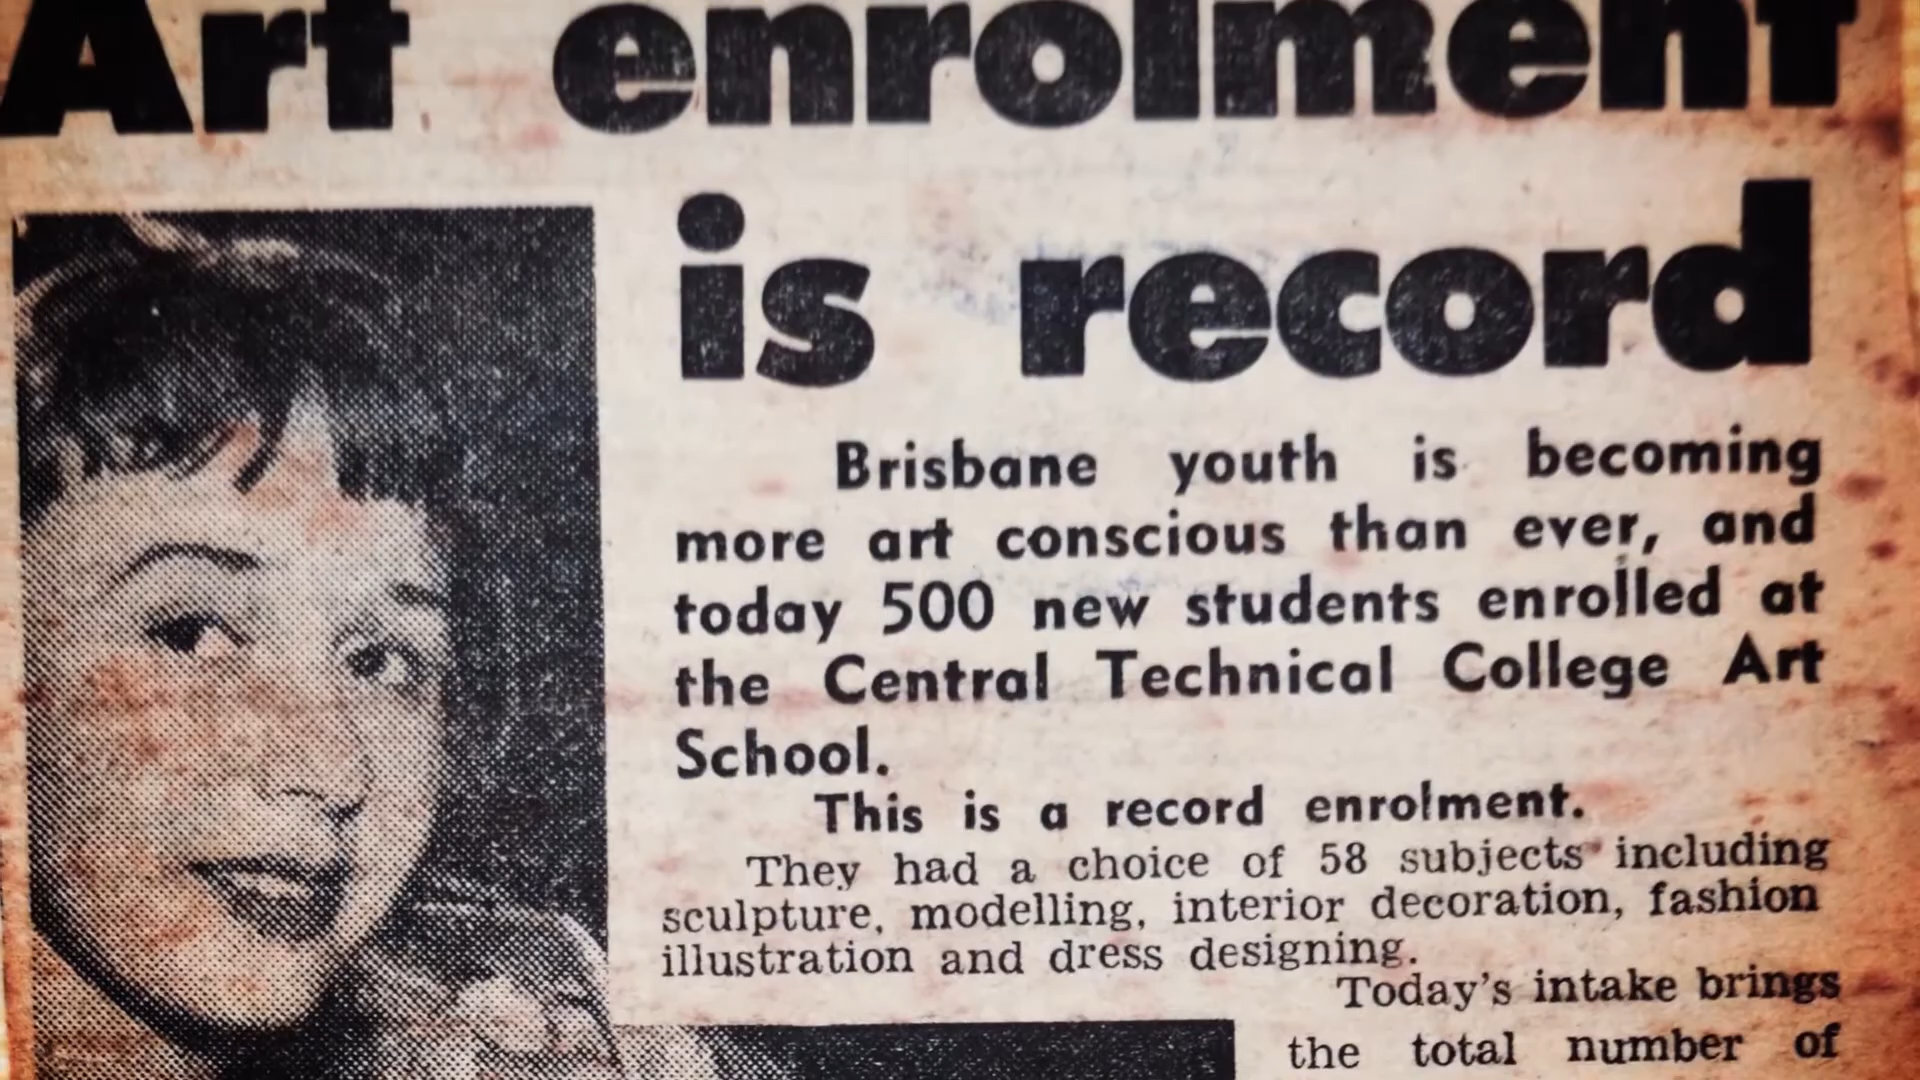 Art enrolment
is record
Brisbane youth is becoming
more art conscious than ever, and
today 500 new students enrolled at
the Central Technical College Art
School.
This is a record enrolment.
They had a choice of 58 subjects including
sculpture, modelling, interior decoration, fashion
illustration and dress designing.
Today's intake brings
the total number of